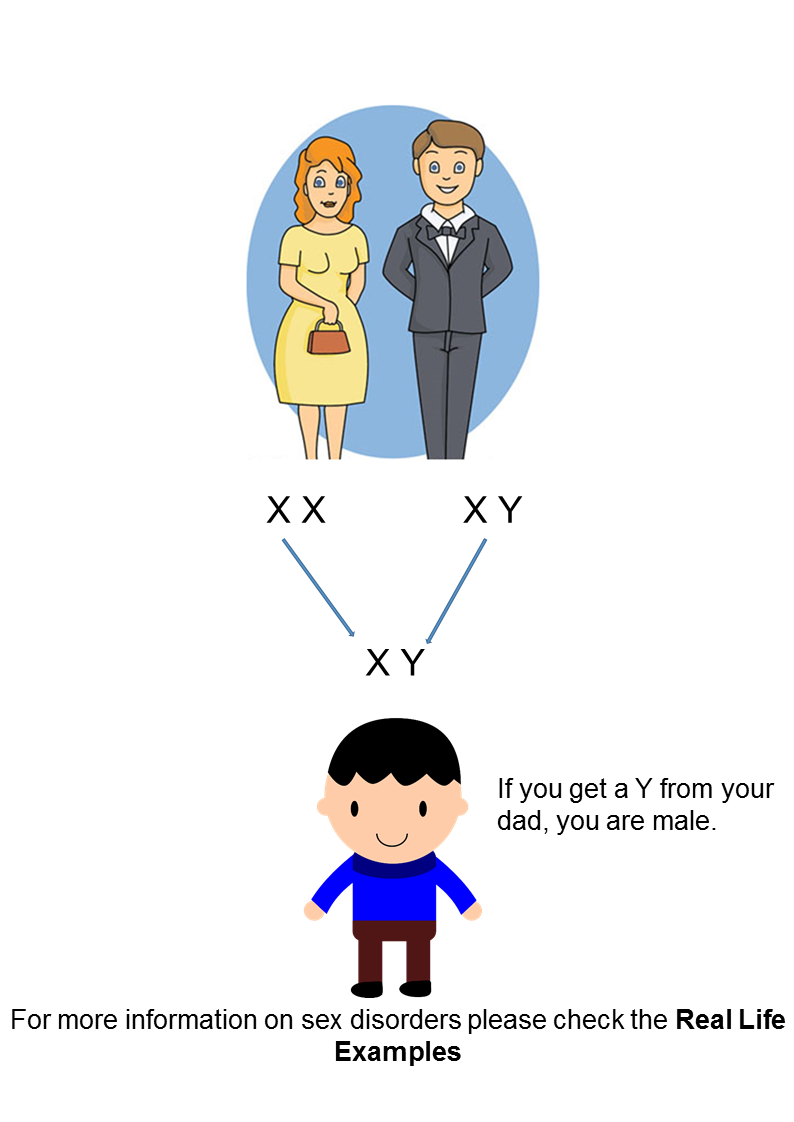 X X X Y
X Y
If you get a Y from your
dad, you are male.
For more information on sex disorders please check the Real Life
Examples